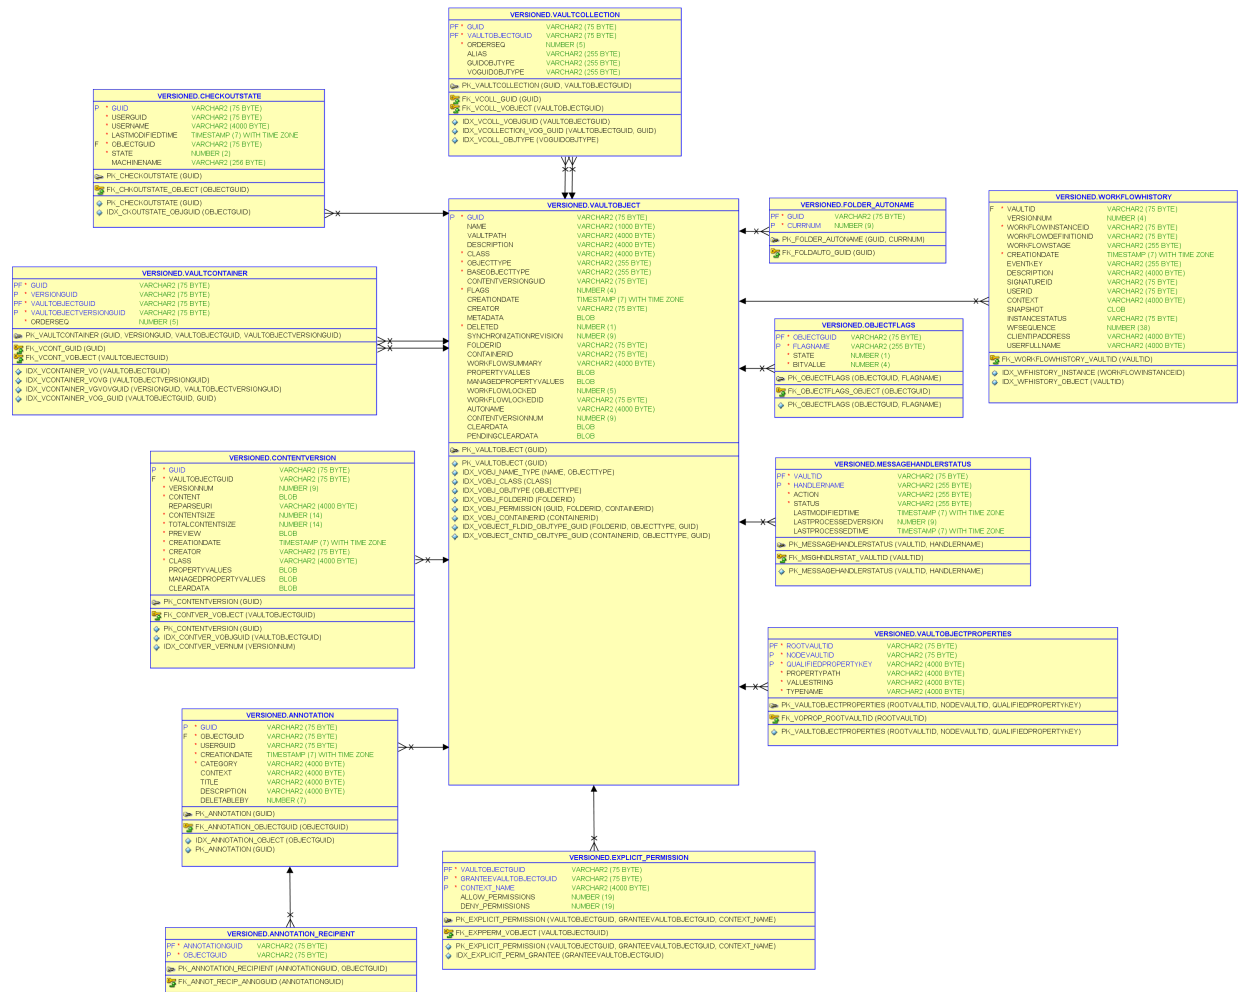 VERSIONED.VAULTCOLLECTION
PF * GUID VARCHAR2 (75 BYTE)
PF * VAULTOBJECTGUID VARCHAR2 (75 BYTE)
* ORDERSEQ NUMBER (5)
ALIAS VARCHAR2 (255 BYTE)
GUIDOBJTYPE VARCHAR2 (255 BYTE)
VOGUIDOBJTYPE VARCHAR2 (255 BYTE)
PK_VAULTCOLLECTION (GUID, VAULTOBJECTGUID)
FK_VCOLL_GUID (GUID)
FK_VCOLL_VOBJECT (VAULTOBJECTGUID)
IDX_VCOLL_VOBJGUID (VAULTOBJECTGUID)
IDX_VCOLLECTION_VOG_GUID (VAULTOBJECTGUID, GUID)
IDX_VCOLL_OBJTYPE (VOGUIDOBJTYPE)
VERSIONED.CHECKOUTSTATE
P * GUID VARCHAR2 (75 BYTE)
* USERGUID VARCHAR2 (75 BYTE)
* USERNAME VARCHAR2 (4000 BYTE)
* LASTMODIFIEDTIME TIMESTAMP (7) WITH TIME ZONE
F * OBJECTGUID VARCHAR2 (75 BYTE)
* STATE NUMBER (2)
MACHINENAME VARCHAR2 (256 BYTE)
PK_CHECKOUTSTATE (GUID)
FK_CHKOUTSTATE_OBJECT (OBJECTGUID)
PK_CHECKOUTSTATE (GUID)
IDX_CKOUTSTATE_OBJGUID (OBJECTGUID)
VERSIONED.VAULTOBJECT
P * GUID VARCHAR2 (75 BYTE)
NAME VARCHAR2 (1000 BYTE)
VAULTPATH VARCHAR2 (4000 BYTE)
DESCRIPTION VARCHAR2 (4000 BYTE)
* CLASS VARCHAR2 (4000 BYTE)
* OBJECTTYPE VARCHAR2 (255 BYTE)
* BASEOBJECTTYPE VARCHAR2 (255 BYTE)
CONTENTVERSIONGUID VARCHAR2 (75 BYTE)
* FLAGS NUMBER (4)
CREATIONDATE TIMESTAMP (7) WITH TIME ZONE
CREATOR VARCHAR2 (75 BYTE)
METADATA BLOB
* DELETED NUMBER (1)
SYNCHRONIZATIONREVISION NUMBER (9)
FOLDERID VARCHAR2 (75 BYTE)
CONTAINERID VARCHAR2 (75 BYTE)
WORKFLOWSUMMARY VARCHAR2 (4000 BYTE)
PROPERTYVALUES BLOB
MANAGEDPROPERTYVALUES BLOB
WORKFLOWLOCKED NUMBER (5)
WORKFLOWLOCKEDID VARCHAR2 (75 BYTE)
AUTONAME VARCHAR2 (4000 BYTE)
CONTENTVERSIONNUM NUMBER (9)
CLEARDATA BLOB
PENDINGCLEARDATA BLOB
PK_VAULTOBJECT (GUID)
PK_VAULTOBJECT (GUID)
IDX_VOBJ_NAME_TYPE (NAME, OBJECTTYPE)
IDX_VOBJ_CLASS (CLASS)
IDX_VOBJ_OBJTYPE (OBJECTTYPE)
IDX_VOBJ_FOLDERID (FOLDERID)
IDX_VOBJ_PERMISSION (GUID, FOLDERID, CONTAINERID)
IDX_VOBJ_CONTAINERID (CONTAINERID)
IDX_VOBJECT_FLDID_OBJTYPE_GUID (FOLDERID, OBJECTTYPE, GUID)
IDX_VOBJECT_CNTID_OBJTYPE_GUID (CONTAINERID, OBJECTTYPE, GUID)
VERSIONED.FOLDER_AUTONAME
PF * GUID VARCHAR2 (75 BYTE)
P * CURRNUM NUMBER (9)
PK_FOLDER_AUTONAME (GUID, CURRNUM)
FK_FOLDAUTO_GUID (GUID)
VERSIONED.WORKFLOWHISTORY
F * VAULTID VARCHAR2 (75 BYTE)
VERSIONNUM NUMBER (4)
* WORKFLOWINSTANCEID VARCHAR2 (75 BYTE)
WORKFLOWDEFINITIONID VARCHAR2 (75 BYTE)
WORKFLOWSTAGE VARCHAR2 (255 BYTE)
* CREATIONDATE TIMESTAMP (7) WITH TIME ZONE
EVENTKEY VARCHAR2 (255 BYTE)
DESCRIPTION VARCHAR2 (4000 BYTE)
SIGNATUREID VARCHAR2 (75 BYTE)
USERID VARCHAR2 (75 BYTE)
CONTEXT VARCHAR2 (4000 BYTE)
SNAPSHOT CLOB
INSTANCESTATUS VARCHAR2 (75 BYTE)
WFSEQUENCE NUMBER (38)
CLIENTIPADDRESS VARCHAR2 (4000 BYTE)
USERFULLNAME VARCHAR2 (4000 BYTE)
FK_WORKFLOWHISTORY_VAULTID (VAULTID)
IDX_WFHISTORY_INSTANCE (WORKFLOWINSTANCEID)
IDX_WFHISTORY_OBJECT (VAULTID)
VERSIONED.VAULTCONTAINER
PF * GUID VARCHAR2 (75 BYTE)
P * VERSIONGUID VARCHAR2 (75 BYTE)
PF * VAULTOBJECTGUID VARCHAR2 (75 BYTE)
P * VAULTOBJECTVERSIONGUID VARCHAR2 (75 BYTE)
* ORDERSEQ NUMBER (5)
PK_VAULTCONTAINER (GUID, VERSIONGUID, VAULTOBJECTGUID, VAULTOBJECTVERSIONGUID)
FK_VCONT_GUID (GUID)
FK_VCONT_VOBJECT (VAULTOBJECTGUID)
IDX_VCONTAINER_VO (VAULTOBJECTGUID)
IDX_VCONTAINER_VOVG (VAULTOBJECTVERSIONGUID)
IDX_VCONTAINER_VGVOVGUID (VERSIONGUID, VAULTOBJECTVERSIONGUID)
IDX_VCONTAINER_VOG_GUID (VAULTOBJECTGUID, GUID)
VERSIONED.OBJECTFLAGS
PF * OBJECTGUID VARCHAR2 (75 BYTE)
P * FLAGNAME VARCHAR2 (255 BYTE)
* STATE NUMBER (1)
* BITVALUE NUMBER (4)
PK_OBJECTFLAGS (OBJECTGUID, FLAGNAME)
FK_OBJECTFLAGS_OBJECT (OBJECTGUID)
PK_OBJECTFLAGS (OBJECTGUID, FLAGNAME)
VERSIONED.CONTENTVERSION
P * GUID VARCHAR2 (75 BYTE)
F * VAULTOBJECTGUID VARCHAR2 (75 BYTE)
* VERSIONNUM NUMBER (9)
* CONTENT BLOB
REPARSEURI VARCHAR2 (4000 BYTE)
* CONTENTSIZE NUMBER (14)
* TOTALCONTENTSIZE NUMBER (14)
* PREVIEW BLOB
* CREATIONDATE TIMESTAMP (7) WITH TIME ZONE
* CREATOR VARCHAR2 (75 BYTE)
* CLASS VARCHAR2 (4000 BYTE)
PROPERTYVALUES BLOB
MANAGEDPROPERTYVALUES BLOB
CLEARDATA BLOB
PK_CONTENTVERSION (GUID)
FK_CONTVER_VOBJECT (VAULTOBJECTGUID)
PK_CONTENTVERSION (GUID)
IDX_CONTVER_VOBJGUID (VAULTOBJECTGUID)
IDX_CONTVER_VERNUM (VERSIONNUM)
VERSIONED.MESSAGEHANDLERSTATUS
PF * VAULTID VARCHAR2 (75 BYTE)
P * HANDLERNAME VARCHAR2 (255 BYTE)
* ACTION VARCHAR2 (255 BYTE)
* STATUS VARCHAR2 (255 BYTE)
LASTMODIFIEDTIME TIMESTAMP (7) WITH TIME ZONE
LASTPROCESSEDVERSION NUMBER (9)
LASTPROCESSEDTIME TIMESTAMP (7) WITH TIME ZONE
PK_MESSAGEHANDLERSTATUS (VAULTID, HANDLERNAME)
FK_MSGHNDLRSTAT_VAULTID (VAULTID)
PK_MESSAGEHANDLERSTATUS (VAULTID, HANDLERNAME)
VERSIONED.VAULTOBJECTPROPERTIES
PF * ROOTVAULTID VARCHAR2 (75 BYTE)
P * NODEVAULTID VARCHAR2 (75 BYTE)
P * QUALIFIEDPROPERTYKEY VARCHAR2 (4000 BYTE)
* PROPERTYPATH VARCHAR2 (4000 BYTE)
* VALUESTRING VARCHAR2 (4000 BYTE)
* TYPENAME VARCHAR2 (4000 BYTE)
PK_VAULTOBJECTPROPERTIES (ROOTVAULTID, NODEVAULTID, QUALIFIEDPROPERTYKEY)
FK_VOPROP_ROOTVAULTID (ROOTVAULTID)
PK_VAULTOBJECTPROPERTIES (ROOTVAULTID, NODEVAULTID, QUALIFIEDPROPERTYKEY)
VERSIONED.ANNOTATION
P * GUID VARCHAR2 (75 BYTE)
F * OBJECTGUID VARCHAR2 (75 BYTE)
* USERGUID VARCHAR2 (75 BYTE)
* CREATIONDATE TIMESTAMP (7) WITH TIME ZONE
* CATEGORY VARCHAR2 (4000 BYTE)
CONTEXT VARCHAR2 (4000 BYTE)
TITLE VARCHAR2 (4000 BYTE)
DESCRIPTION VARCHAR2 (4000 BYTE)
DELETABLEBY NUMBER (7)
PK_ANNOTATION (GUID)
FK_ANNOTATION_OBJECTGUID (OBJECTGUID)
IDX_ANNOTATION_OBJECT (OBJECTGUID)
PK_ANNOTATION (GUID)
VERSIONED.EXPLICIT_PERMISSION
PF * VAULTOBJECTGUID VARCHAR2 (75 BYTE)
P * GRANTEEVAULTOBJECTGUID VARCHAR2 (75 BYTE)
P * CONTEXT_NAME VARCHAR2 (4000 BYTE)
ALLOW_PERMISSIONS NUMBER (19)
DENY_PERMISSIONS NUMBER (19)
PK_EXPLICIT_PERMISSION (VAULTOBJECTGUID, GRANTEEVAULTOBJECTGUID, CONTEXT_NAME)
FK_EXPPERM_VOBJECT (VAULTOBJECTGUID)
PK_EXPLICIT_PERMISSION (VAULTOBJECTGUID, GRANTEEVAULTOBJECTGUID, CONTEXT_NAME)
IDX_EXPLICIT_PERM_GRANTEE (GRANTEEVAULTOBJECTGUID)
VERSIONED.ANNOTATION_RECIPIENT
PF * ANNOTATIONGUID VARCHAR2 (75 BYTE)
P * OBJECTGUID VARCHAR2 (75 BYTE)
PK_ANNOTATION_RECIPIENT (ANNOTATIONGUID, OBJECTGUID)
FK_ANNOT_RECIP_ANNOGUID (ANNOTATIONGUID)